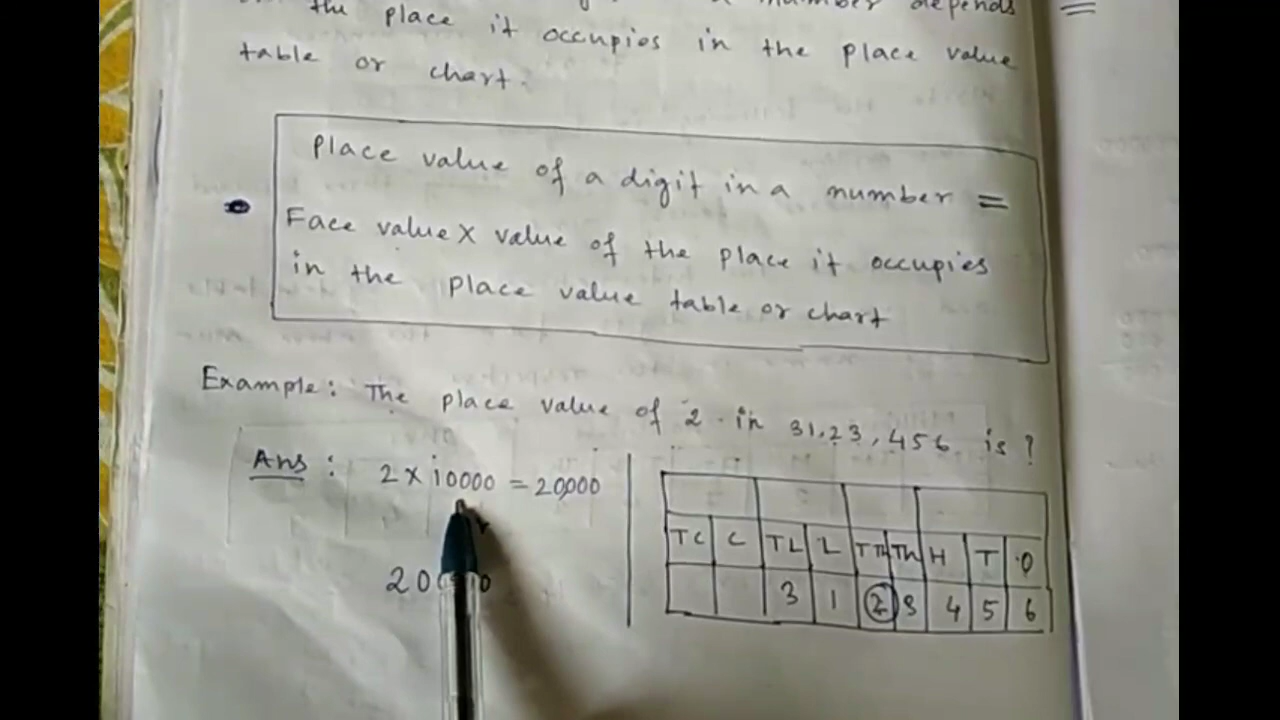 the place it occupies in the place value
table or chart.
Place value of a digit in a number =
Face value X value of the place it occupies
in the place value table or chart
Example: The place value of 2 in 31,23,456 is ?
Ans : 2 X 10000 = 20,000
TC C TL L TTh Th H T O
3 1 2 3 4 5 6